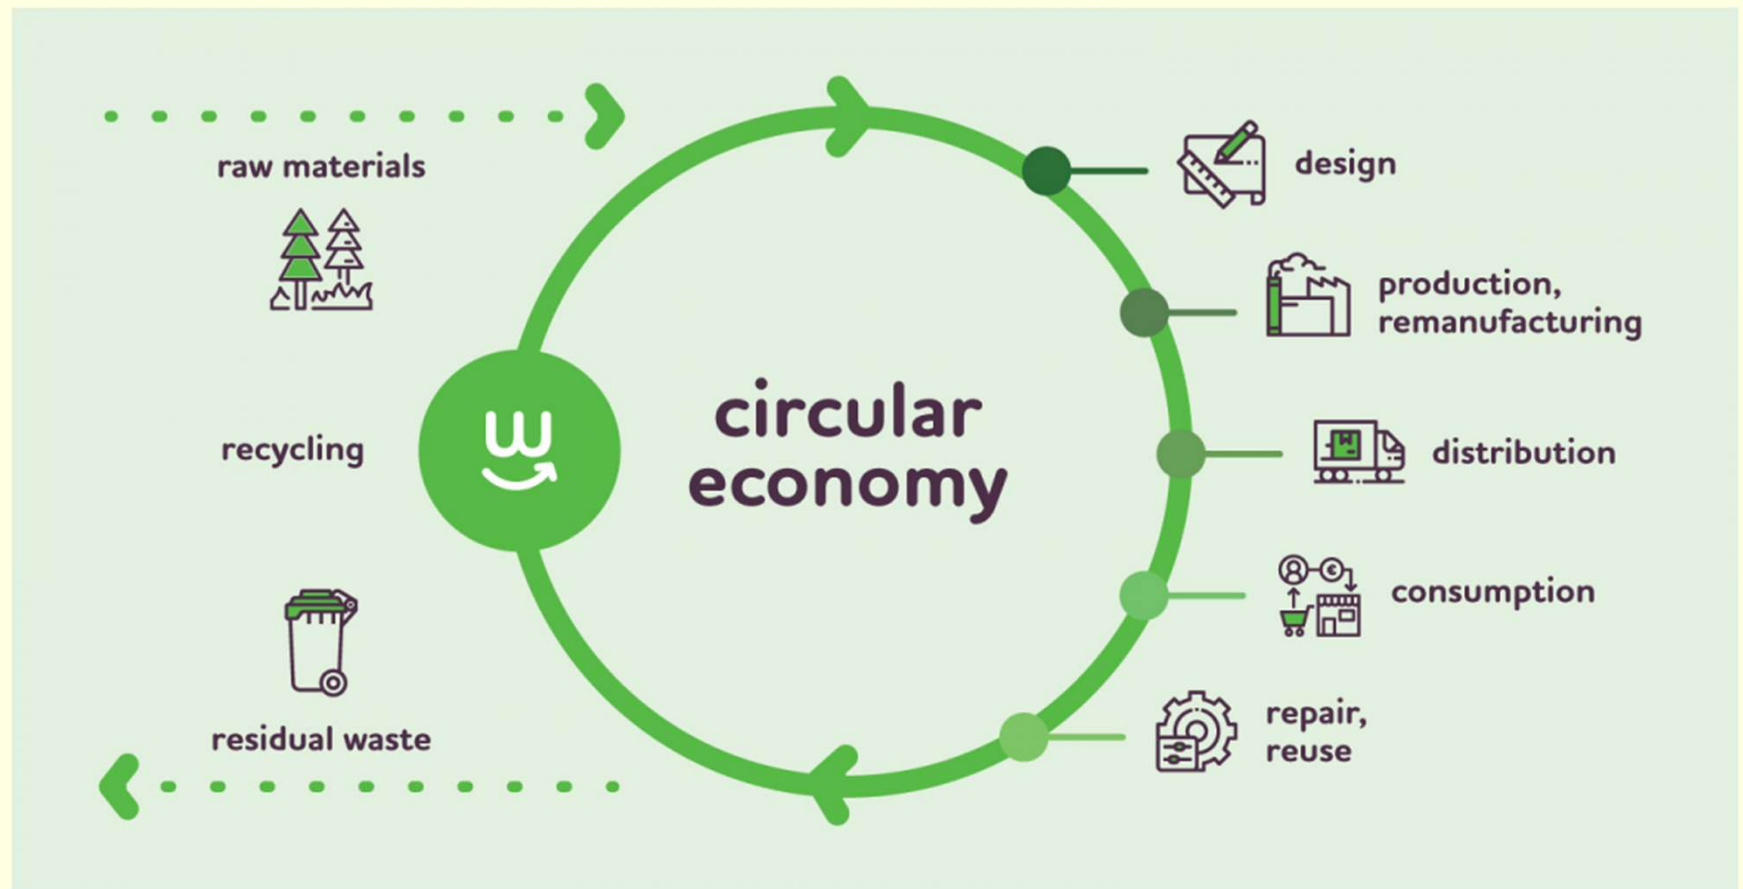 raw materials
design
production,
remanufacturing
circular
economy
recycling
w
distribution
consumption
residual waste
repair,
reuse